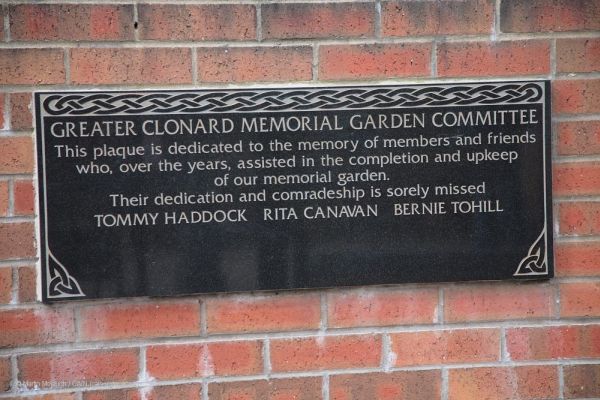 GREATER CLONARD MEMORIAL GARDEN COMMITTEE
This plaque is dedicated to the memory of members and friends
who, over the years, assisted in the completion and upkeep
of our memorial garden.
Their dedication and comradeship is sorely missed
TOMMY HADDOCK RITA CANAVAN BERNIE TOHILL